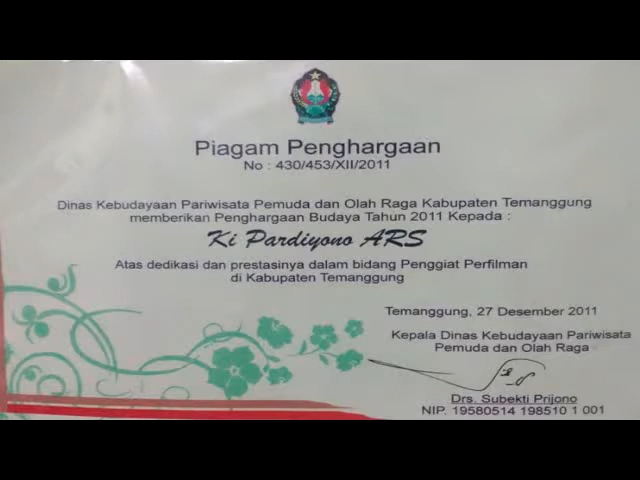 Piagam Penghargaan
No : 430/453/XII/2011
Dinas Kebudayaan Pariwisata Pemuda dan Olah Raga Kabupaten Temanggung
memberikan Penghargaan Budaya Tahun 2011 Kepada :
Ki Pardiyono ARS
Atas dedikasi dan prestasinya dalam bidang Penggiat Perfilman
di Kabupaten Temanggung
Temanggung, 27 Desember 2011
Kepala Dinas Kebudayaan Pariwisata
Pemuda dan Olah Raga
Drs. Subekti Prijono
NIP. 19580514 198510 1 001